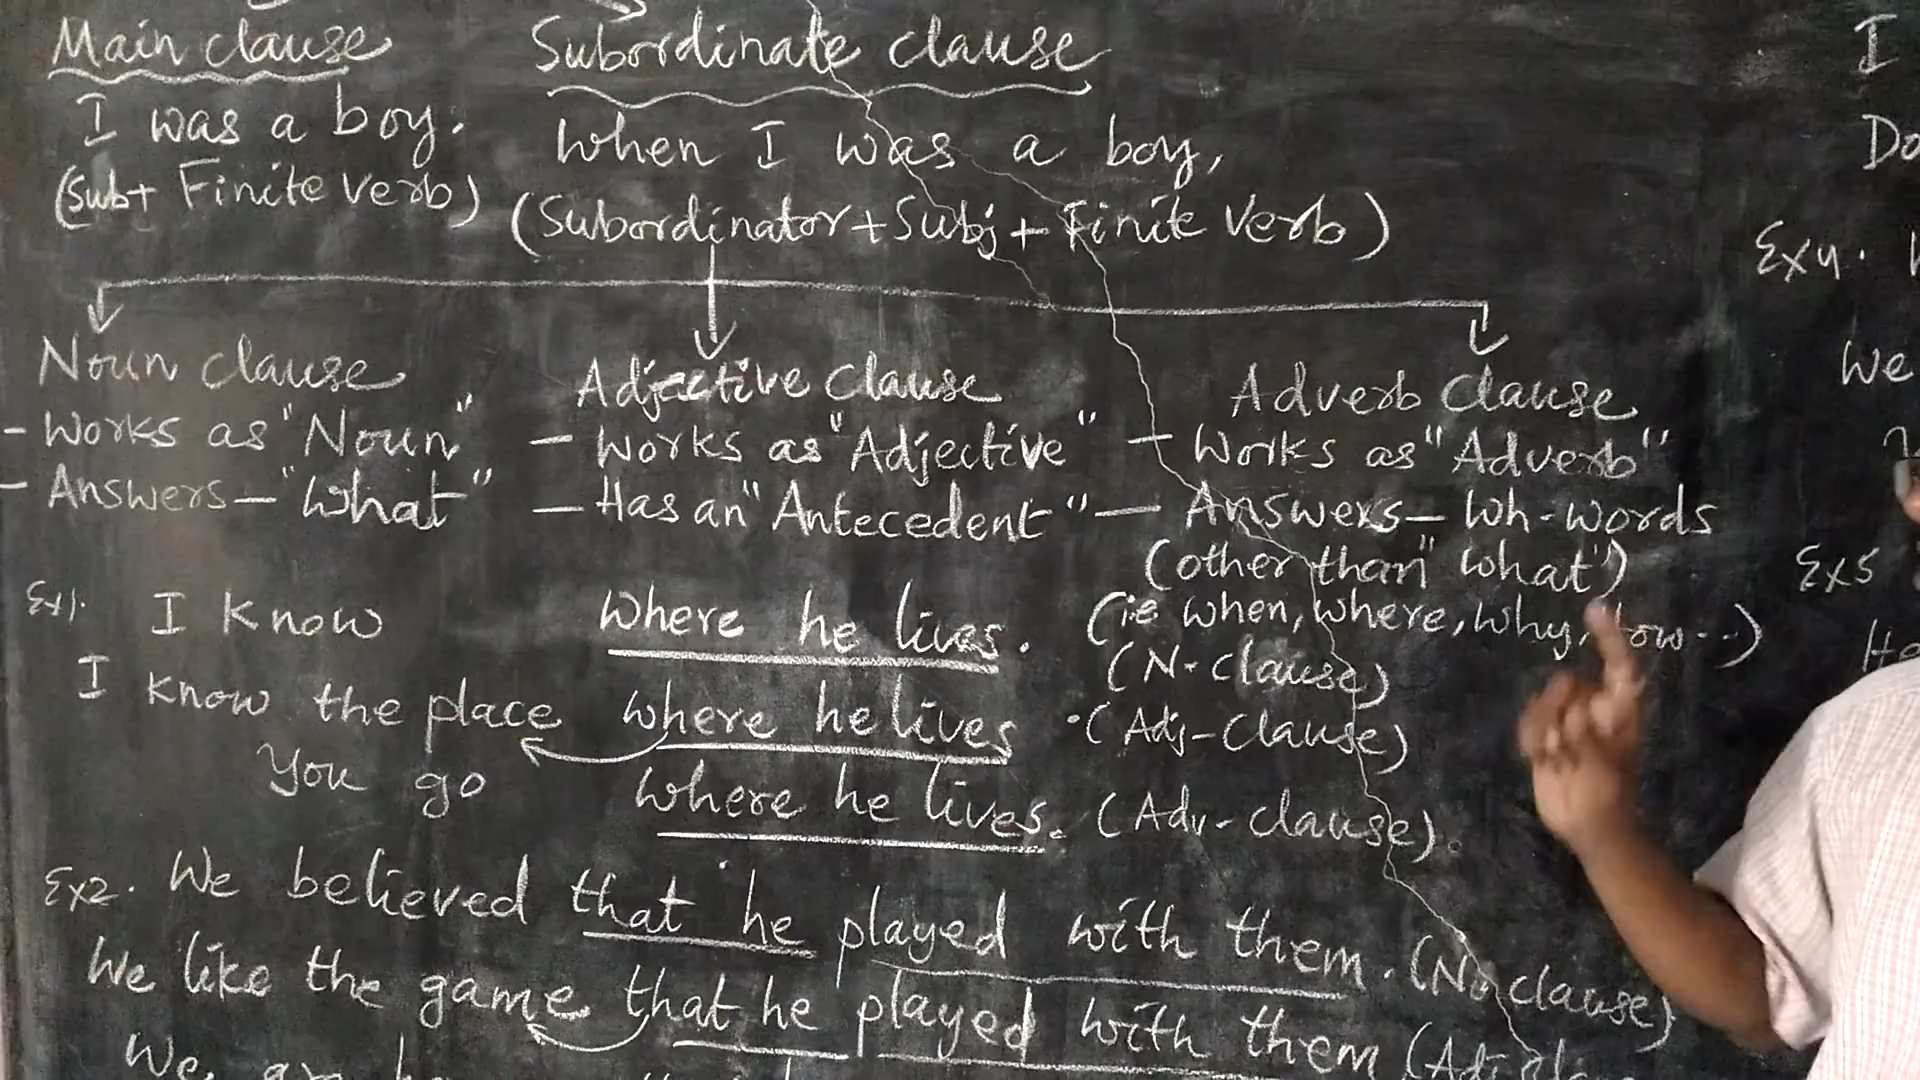 Main clause
Subordinate clause
I was a boy.
When I was a boy,
(Sub+ Finite Verb)
(Subordinator + Subj + Finite Verb)
Noun clause
- Works as "Noun"
- Answers - "What"
Adjective Clause
- Works as "Adjective"
- Has an "Antecedent"
Adverb Clause
- Works as "Adverb"
- Answers - Wh-words
(other than "what")
(ie when, where, why, how...)
Ex1. I know where he lives. (N-Clause)
I know the place where he lives. (Adj-Clause)
You go where he lives. (Adv-clause).
Ex2. We believed that he played with them. (N. clause)
We like the game that he played with them
We
I
Do
Ex4.
We
Ex5
He